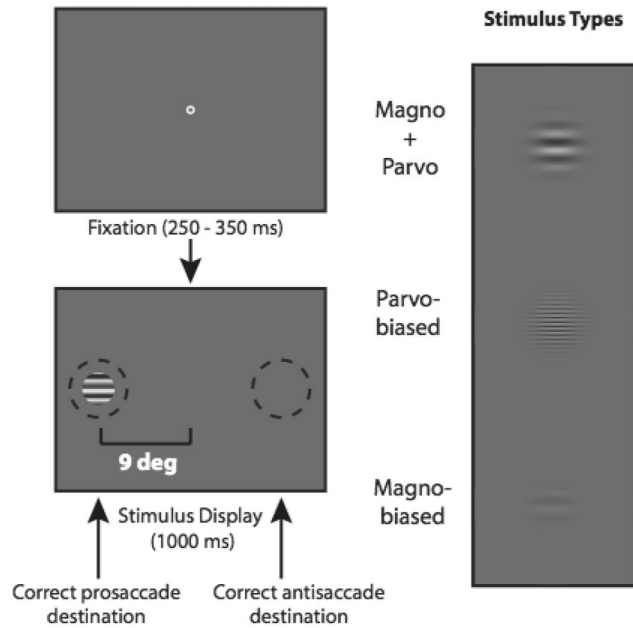 Stimulus Types
Fixation (250 - 350 ms)
9 deg
Stimulus Display
(1000 ms)
Correct prosaccade
destination
Correct antisaccade
destination
Magno
+
Parvo
Parvo-
biased
Magno-
biased